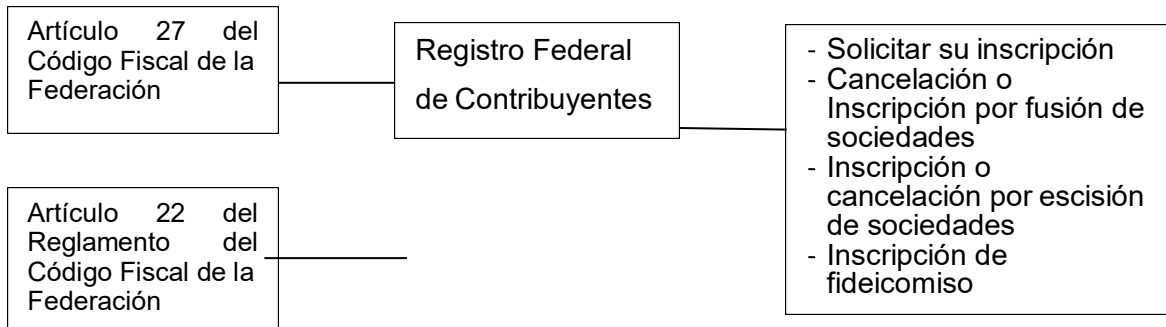 Artículo 27 del
Código Fiscal de la
Federación
Registro Federal
de Contribuyentes
- Solicitar su inscripción
- Cancelación o
Inscripción por fusión de
sociedades
- Inscripción o
cancelación por escisión
de sociedades
- Inscripción de
fideicomiso
Artículo 22 del
Reglamento del
Código Fiscal de la
Federación